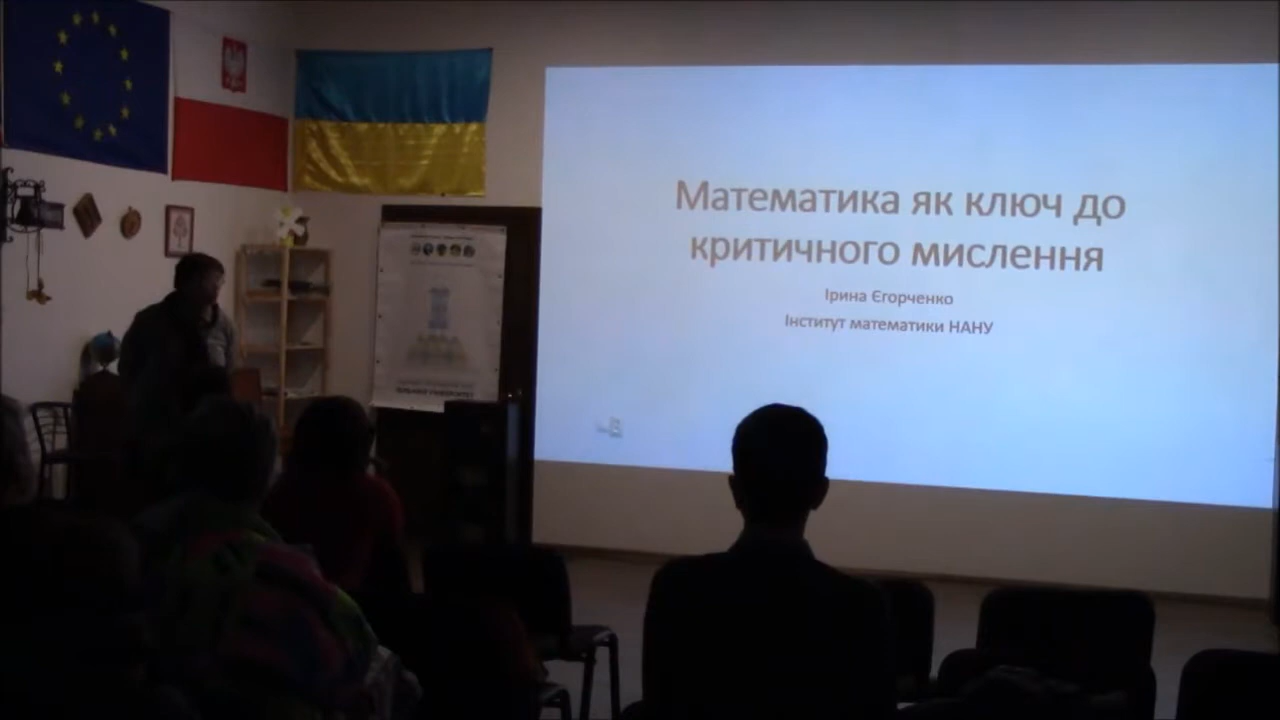 Математика як ключ до
критичного мислення
Ірина Єгорченко
Інститут математики НАНУ